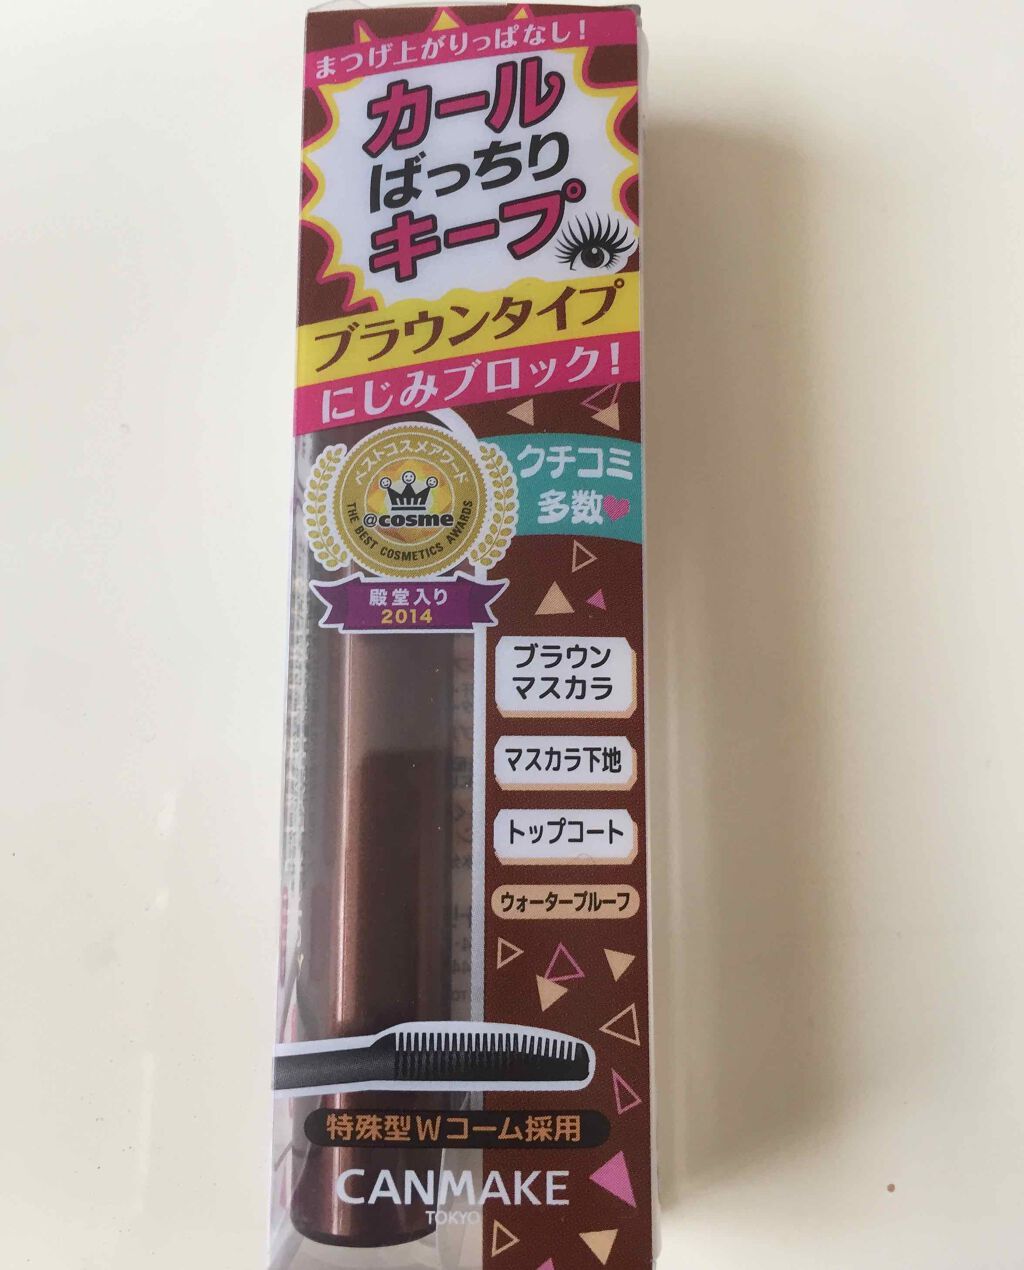 まつげ上がりっぱなし!
カール
ばっちり
キープ
ブラウンタイプ
にじみブロック!
ベストコスメアワード
@cosme
THE BEST COSMETICS AWARDS
殿堂入り
2014
クチコミ
多数
ブラウン
マスカラ
マスカラ下地
トップコート
ウォータープルーフ
特殊型Wコーム採用
CANMAKE
TOKYO